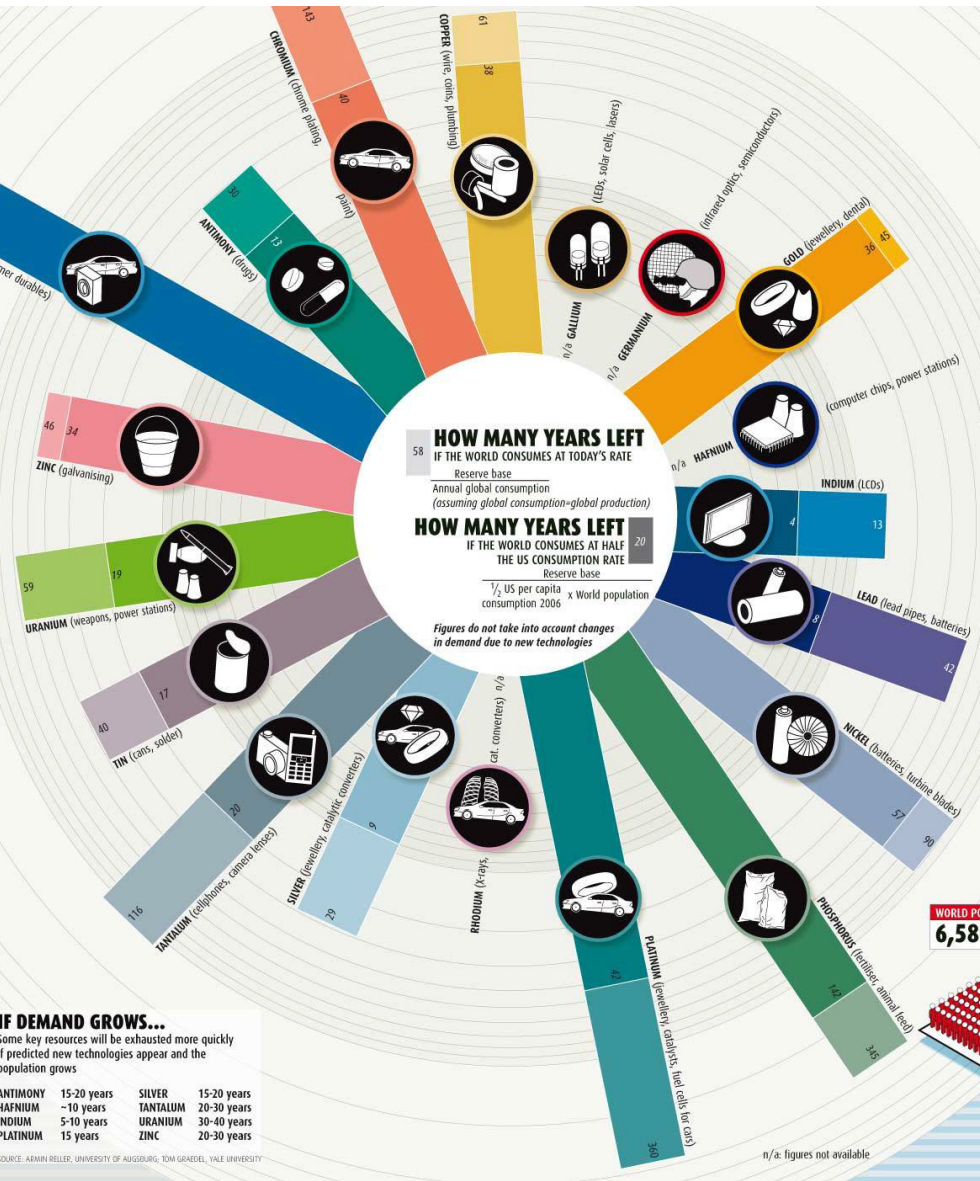 143
CHROMIUM (chrome plating,
paint)
40
COPPER (wire, coins, plumbing)
61
38
n/a GALLIUM
(LEDs, solar cells, lasers)
n/a GERMANIUM
(infrared optics, semiconductors)
GOLD (jewellery, dental)
36
45
n/a HAFNIUM
(computer chips, power stations)
INDIUM (LCDs)
4
13
LEAD (lead pipes, batteries)
8
42
NICKEL (batteries, turbine blades)
57
90
PHOSPHORUS (fertiliser, animal feed)
142
345
PLATINUM (jewellery, catalysts, fuel cells for cars)
42
360
RHODIUM (X-rays,
cat. converters) n/a
SILVER (jewellery, catalytic converters)
9
29
TANTALUM (cellphones, camera lenses)
20
116
TIN (cans, solder)
17
40
URANIUM (weapons, power stations)
19
59
ZINC (galvanising)
34
46
mer durables)
ANTIMONY (drugs)
13
30
58
HOW MANY YEARS LEFT
IF THE WORLD CONSUMES AT TODAY'S RATE
Reserve base
Annual global consumption
(assuming global consumption=global production)
HOW MANY YEARS LEFT
20
IF THE WORLD CONSUMES AT HALF
THE US CONSUMPTION RATE
Reserve base
½ US per capita
consumption 2006 x World population
Figures do not take into account changes
in demand due to new technologies
WORLD PO
6,58
IF DEMAND GROWS...
Some key resources will be exhausted more quickly
if predicted new technologies appear and the
population grows
ANTIMONY 15-20 years SILVER 15-20 years
HAFNIUM ~10 years TANTALUM 20-30 years
INDIUM 5-10 years URANIUM 30-40 years
PLATINUM 15 years ZINC 20-30 years
SOURCE: ARMIN RELLER, UNIVERSITY OF AUGSBURG; TOM GRAEDEL, YALE UNIVERSITY
n/a: figures not available